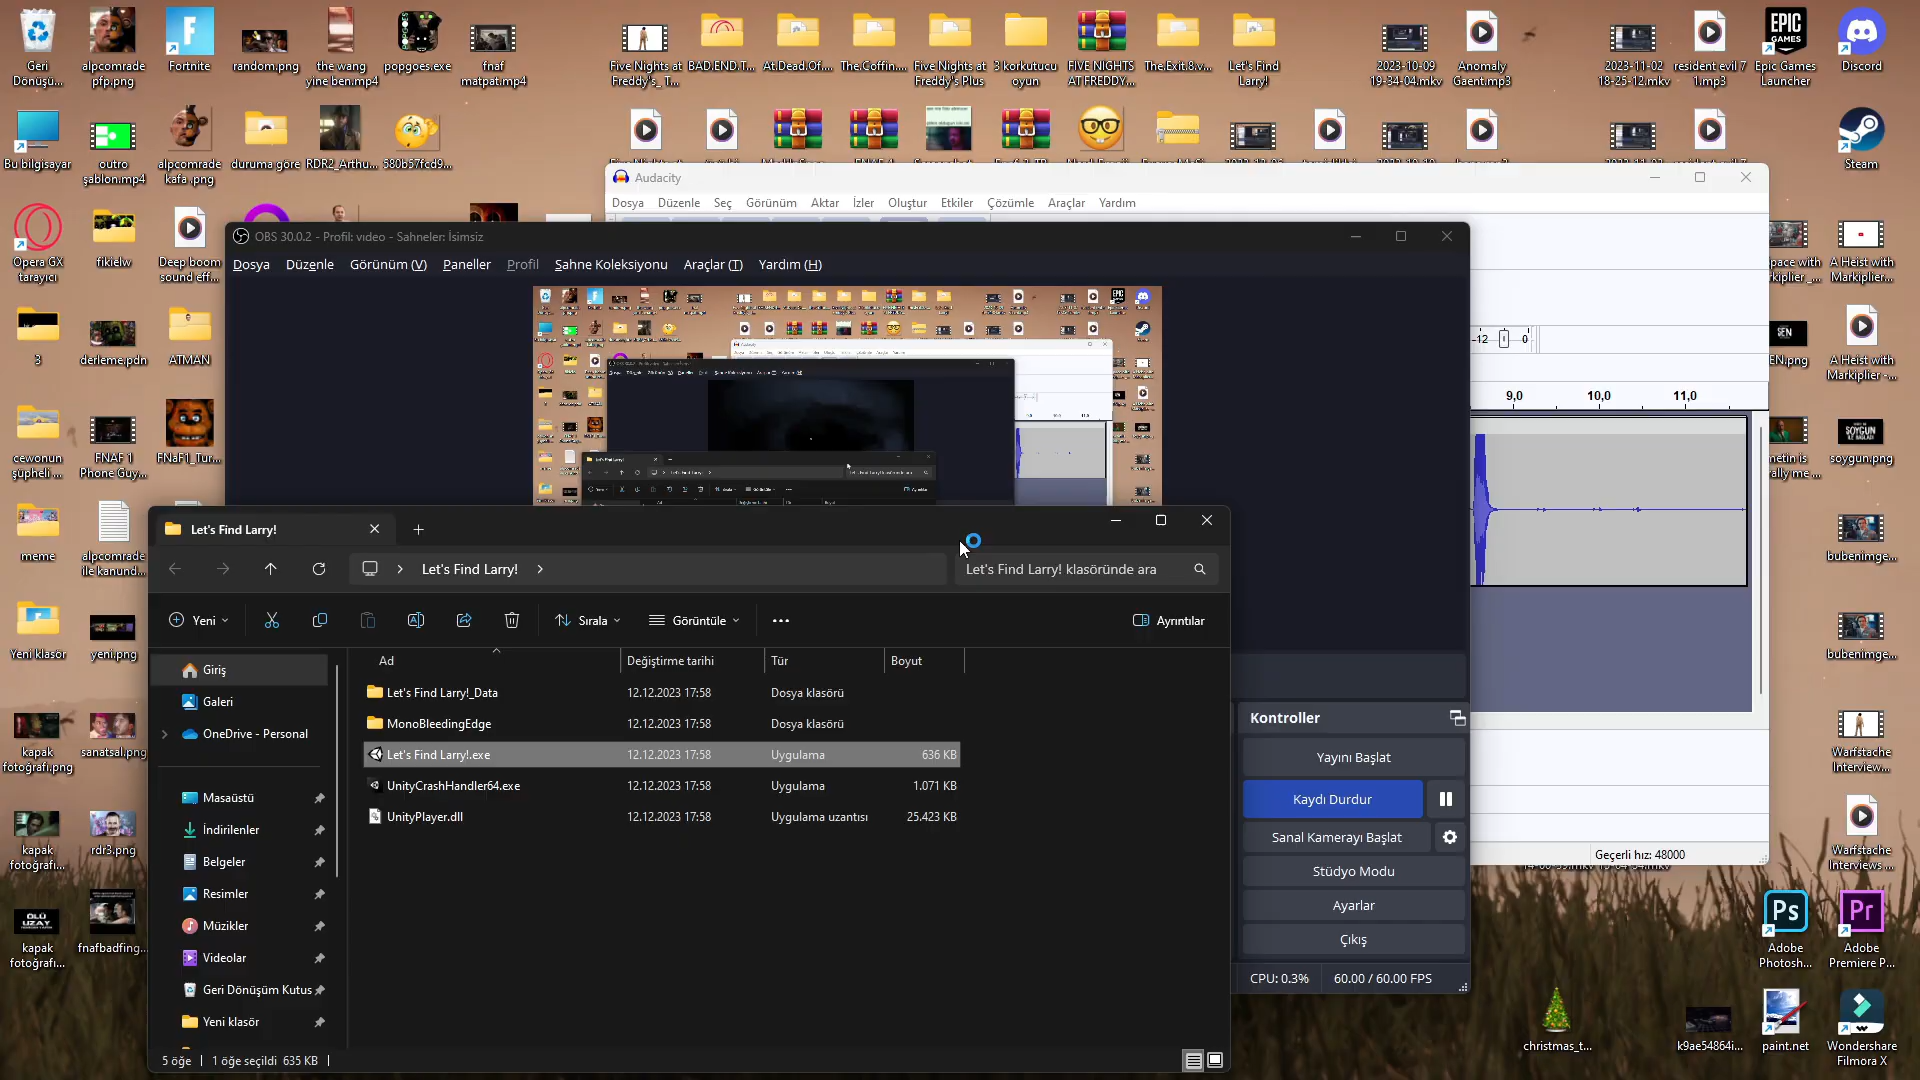 Geri Dönüşü...
alpcomrade pfp.png
Fortnite
random.png
the wang yine ben.mp4
popgoes.exe
fnaf matpat.mp4
Five Nights at Freddy's_ T...
BAD.END.T...
At.Dead.Of....
The.Coffin....
Five Nights at Freddy's Plus
3 korkutucu oyun
FIVE NIGHTS AT FREDDY...
The.Exit.8.v...
Let's Find Larry!
2023-10-09 19-34-04.mkv
Anomaly Gaent.mp3
2023-11-02 18-25-12.mkv
resident evil 7 1.mp3
Epic Games Launcher
Discord
Bu bilgisayar
outro şablon.mp4
alpcomrade kafa .png
duruma göre
RDR2_Arthu...
580b57fcd9...
Steam
Audacity
Dosya Düzenle Seç Görünüm Aktar İzler Oluştur Etkiler Çözümle Araçlar Yardım
OBS 30.0.2 - Profil: video - Sahneler: İsimsiz
Dosya Düzenle Görünüm (V) Paneller Profil Sahne Koleksiyonu Araçlar (T) Yardım (H)
Opera GX tarayıcı
fikielw
Deep boom sound eff...
A Heist with Markiplier...
-12 0
9,0 10,0 11,0
3
derleme.pdn
ATMAN
A Heist with Markiplier -...
cewonun şüpheli ...
FNAF 1 Phone Guy...
FNaF1_Tur...
soygun.png
meme
alpcomrade ile kanund...
bubenimge...
Yeni klasör
yeni.png
bubenimge...
kapak fotoğrafı.png
sanatsal.png
Warfstache Interview...
kapak fotoğrafı...
rdr3.png
Warfstache Interviews ...
kapak fotoğrafı...
fnafbadfing...
Let's Find Larry!
Let's Find Larry!
Let's Find Larry! klasöründe ara
Yeni
Sırala
Görüntüle
Ayrıntılar
Ad Değiştirme tarihi Tür Boyut
Let's Find Larry!_Data 12.12.2023 17:58 Dosya klasörü
MonoBleedingEdge 12.12.2023 17:58 Dosya klasörü
Let's Find Larry!.exe 12.12.2023 17:58 Uygulama 636 KB
UnityCrashHandler64.exe 12.12.2023 17:58 Uygulama 1.071 KB
UnityPlayer.dll 12.12.2023 17:58 Uygulama uzantısı 25.423 KB
Giriş
Galeri
OneDrive - Personal
Masaüstü
İndirilenler
Belgeler
Resimler
Müzikler
Videolar
Geri Dönüşüm Kutus
Yeni klasör
5 öğe
1 öğe seçildi 635 KB
Kontroller
Yayını Başlat
Kaydı Durdur
Sanal Kamerayı Başlat
Stüdyo Modu
Ayarlar
Çıkış
CPU: 0.3%
60.00 / 60.00 FPS
Geçerli hız: 48000
Ps
Adobe Photosh...
Pr
Adobe Premiere P...
christmas_t...
k9ae54864i...
paint.net
Wondershare Filmora X